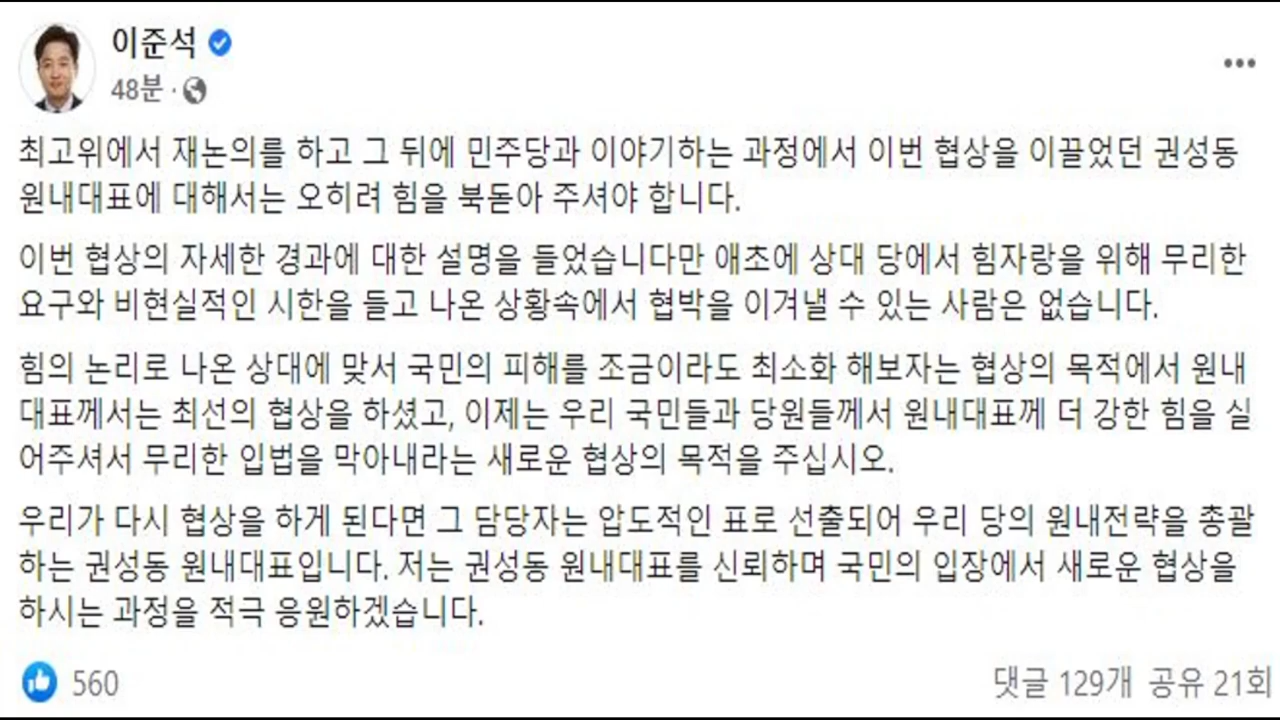 이준석
48분 ·
최고위에서 재논의를 하고 그 뒤에 민주당과 이야기하는 과정에서 이번 협상을 이끌었던 권성동
원내대표에 대해서는 오히려 힘을 북돋아 주셔야 합니다.
이번 협상의 자세한 경과에 대한 설명을 들었습니다만 애초에 상대 당에서 힘자랑을 위해 무리한
요구와 비현실적인 시한을 들고 나온 상황속에서 협박을 이겨낼 수 있는 사람은 없습니다.
힘의 논리로 나온 상대에 맞서 국민의 피해를 조금이라도 최소화 해보자는 협상의 목적에서 원내
대표께서는 최선의 협상을 하셨고, 이제는 우리 국민들과 당원들께서 원내대표께 더 강한 힘을 실
어주셔서 무리한 입법을 막아내라는 새로운 협상의 목적을 주십시오.
우리가 다시 협상을 하게 된다면 그 담당자는 압도적인 표로 선출되어 우리 당의 원내전략을 총괄
하는 권성동 원내대표입니다. 저는 권성동 원내대표를 신뢰하며 국민의 입장에서 새로운 협상을
하시는 과정을 적극 응원하겠습니다.
560
댓글 129개 공유 21회